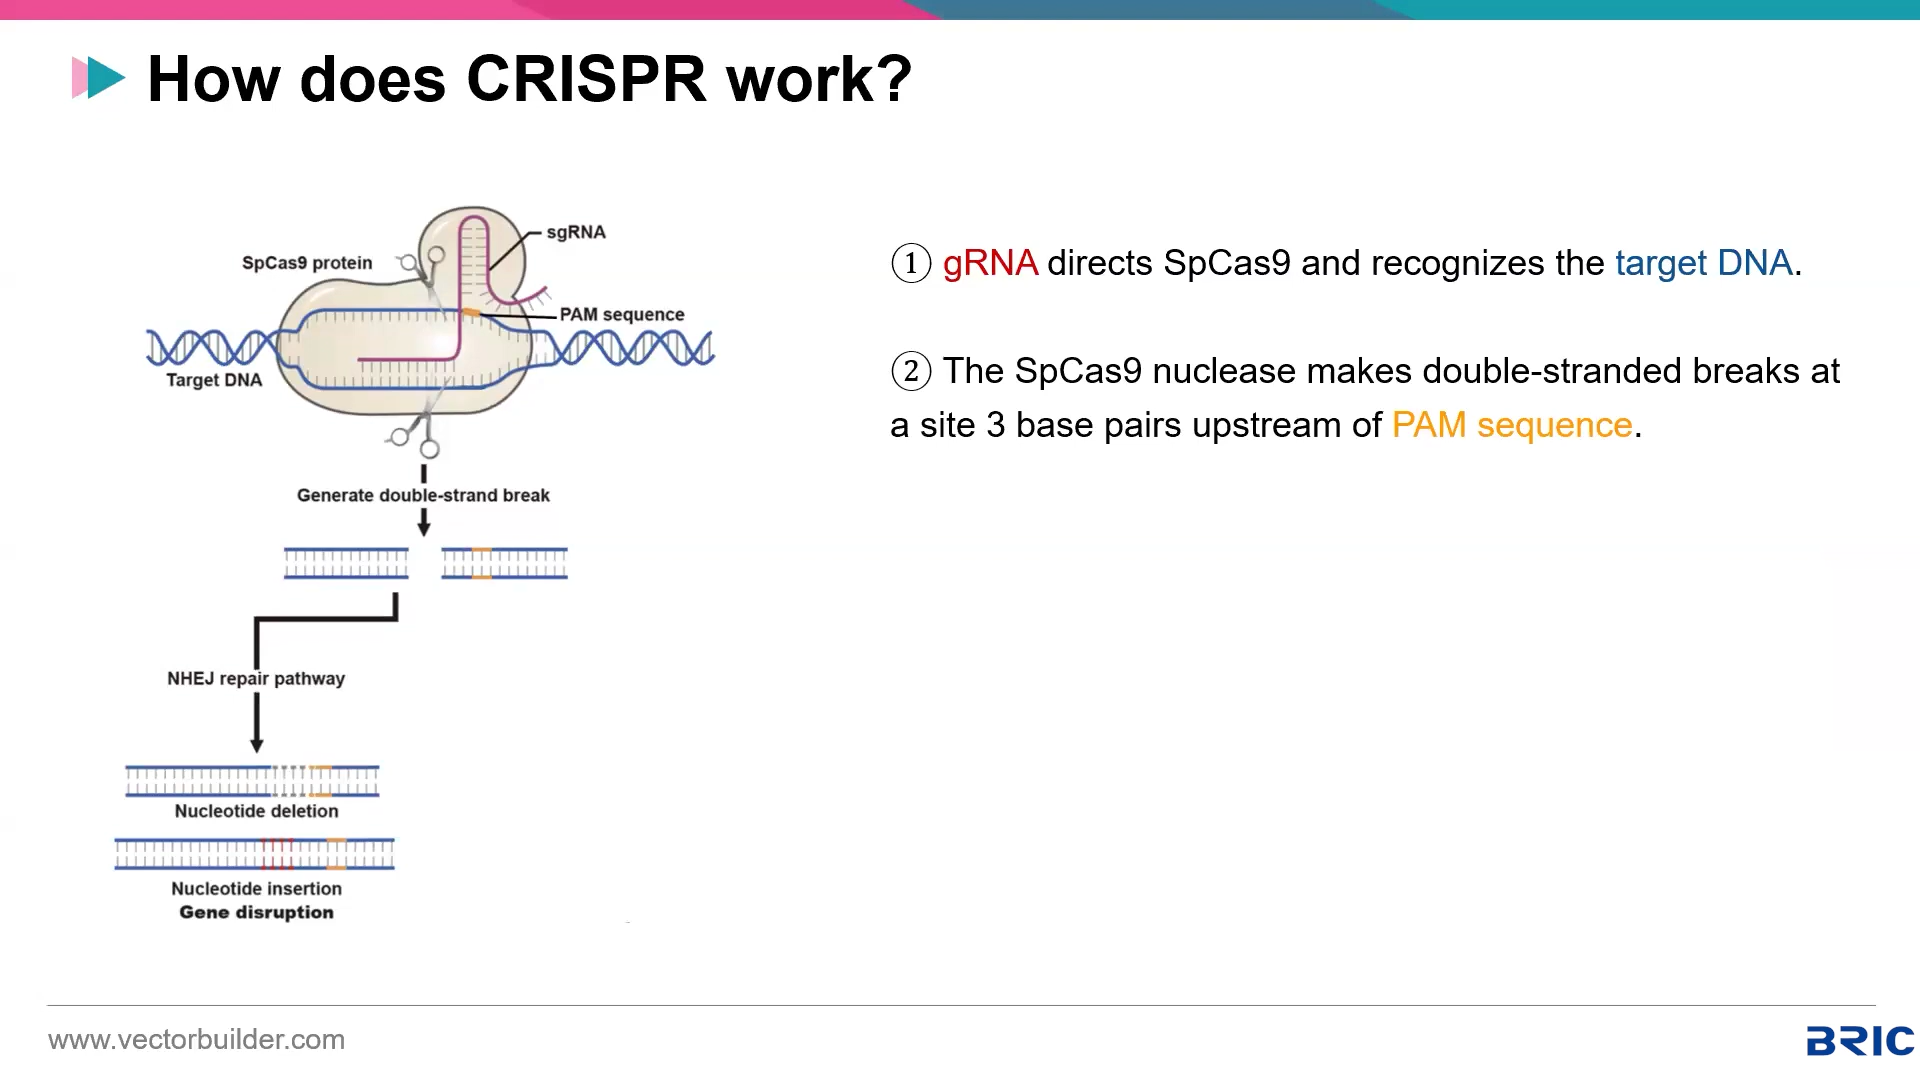 How does CRISPR work?
sgRNA
SpCas9 protein
PAM sequence
Target DNA
Generate double-strand break
NHEJ repair pathway
Nucleotide deletion
Nucleotide insertion
Gene disruption
① gRNA directs SpCas9 and recognizes the target DNA.
② The SpCas9 nuclease makes double-stranded breaks at
a site 3 base pairs upstream of PAM sequence.
www.vectorbuilder.com
BRIC